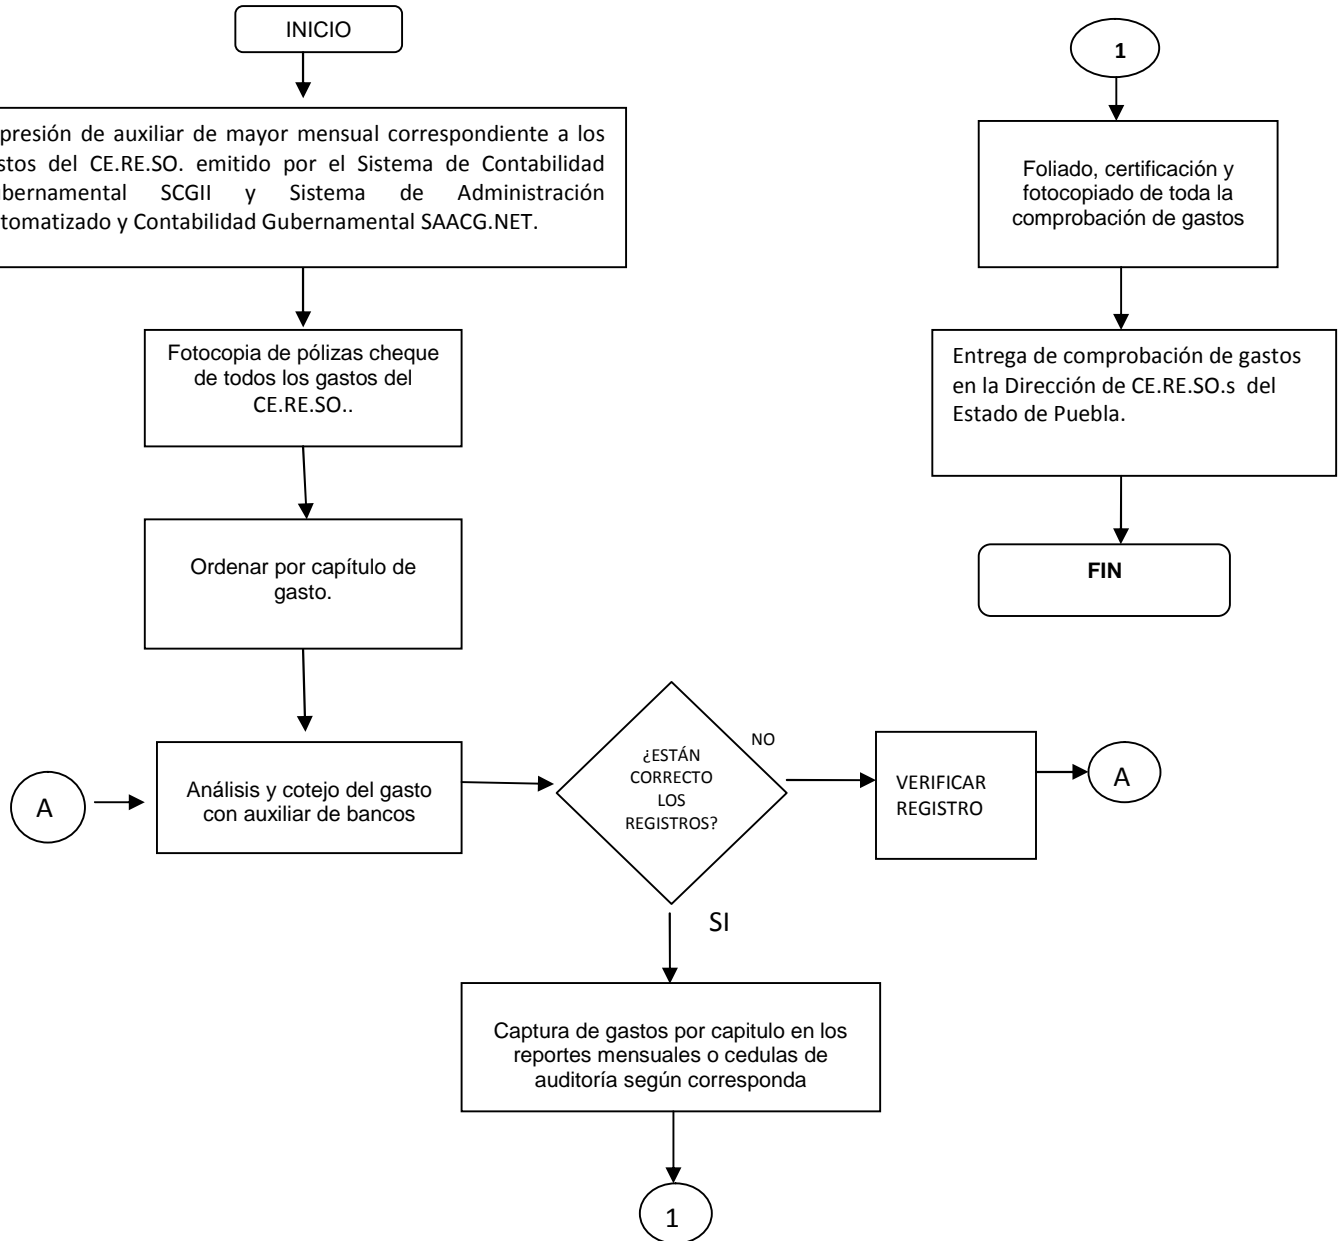 INICIO
presión de auxiliar de mayor mensual correspondiente a los
stos del CE.RE.SO. emitido por el Sistema de Contabilidad
bernamental SCGII y Sistema de Administración
tomatizado y Contabilidad Gubernamental SAACG.NET.
Fotocopia de pólizas cheque
de todos los gastos del
CE.RE.SO..
Ordenar por capítulo de
gasto.
A
Análisis y cotejo del gasto
con auxiliar de bancos
¿ESTÁN
CORRECTO
LOS
REGISTROS?
NO
VERIFICAR
REGISTRO
A
SI
Captura de gastos por capitulo en los
reportes mensuales o cedulas de
auditoría según corresponda
1
1
Foliado, certificación y
fotocopiado de toda la
comprobación de gastos
Entrega de comprobación de gastos
en la Dirección de CE.RE.SO.s del
Estado de Puebla.
FIN